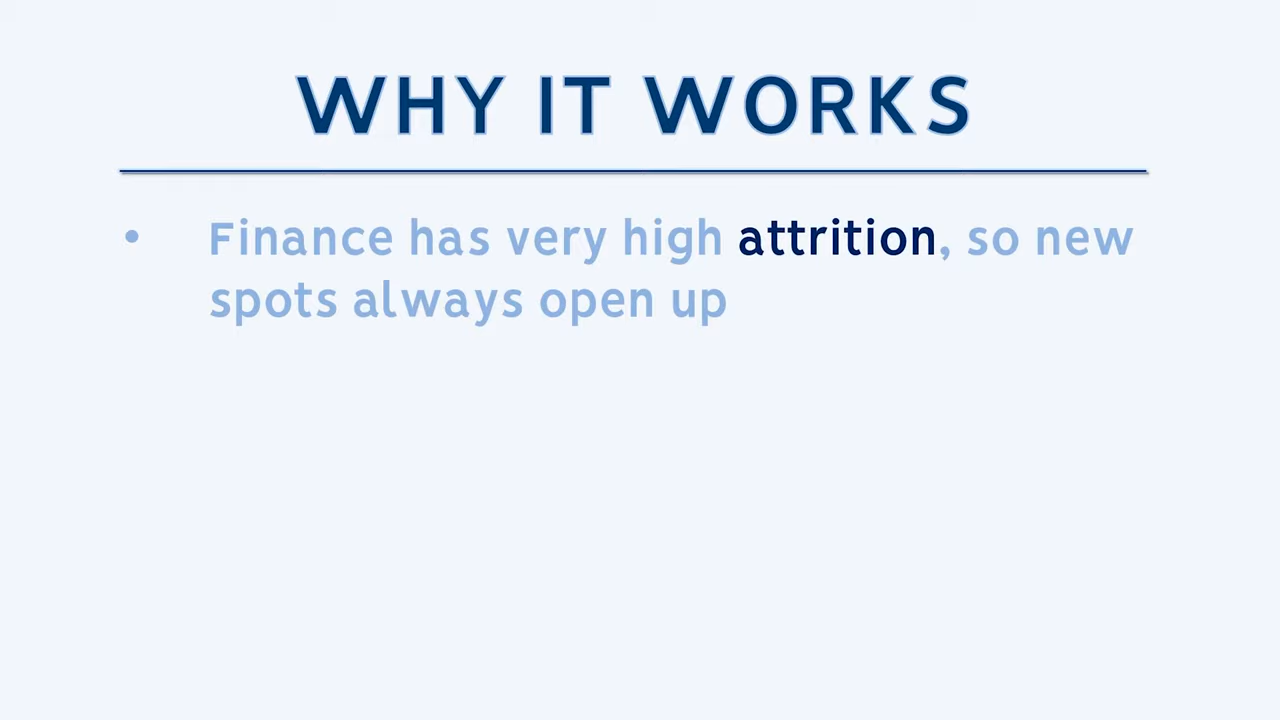 WHY IT WORKS
• Finance has very high attrition, so new
spots always open up